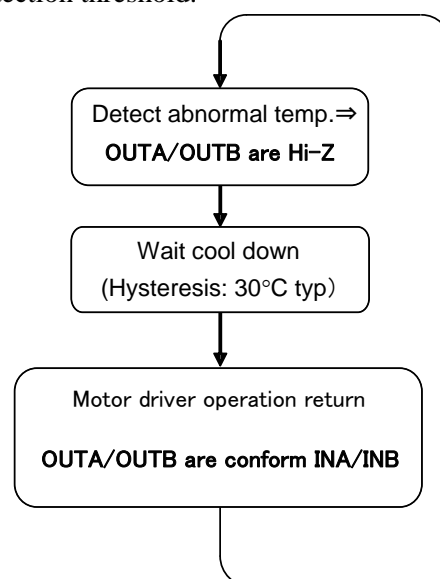 Detect abnormal temp.⇒
OUTA/OUTB are Hi-Z
Wait cool down
(Hysteresis: 30°C typ)
Motor driver operation return
OUTA/OUTB are conform INA/INB